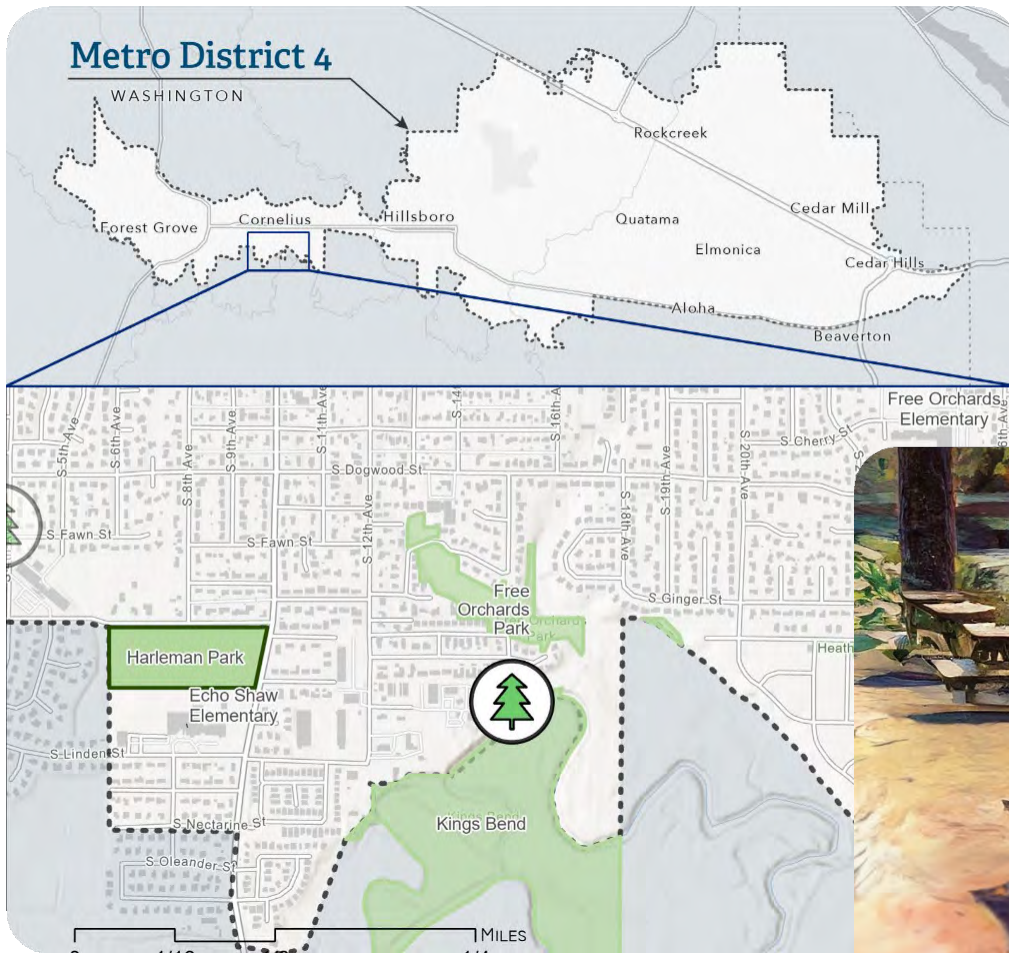 Metro District 4
WASHINGTON
Rockcreek
Forest Grove
Cornelius
Hillsboro
Quatama
Cedar Mill
Elmonica
Cedar Hills
Aloha
Beaverton
Free Orchards
Elementary
S 5th Ave
S 6th Ave
S 8th Ave
S 9th Ave
S 11th Ave
S 12th Ave
S 16th A
S 18th Ave
S 19th Ave
S 20th Ave
S Cherry St
S Dogwood St
S Fawn St
S Fawn St
S Ginger St
Free
Orchards
Park
Heath
Harleman Park
Echo Shaw
Elementary
S Linden St
Kings Bend
S Nectarine St
S Oleander St
MILES